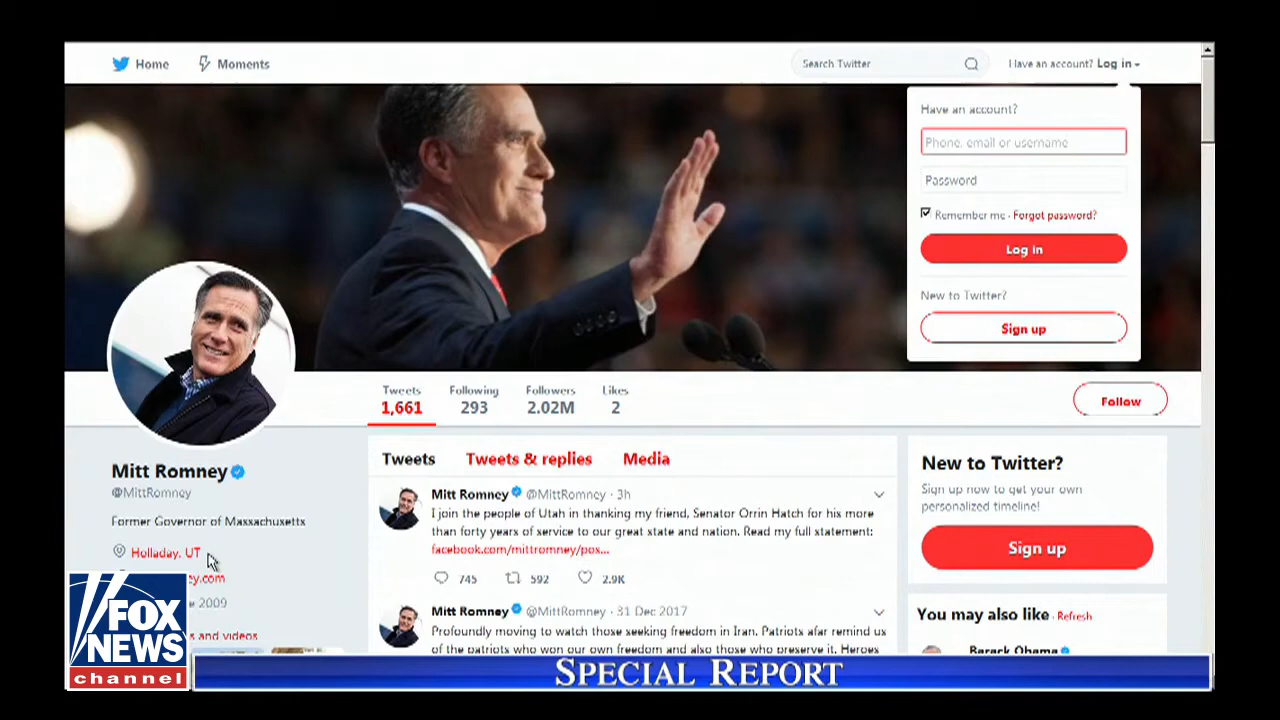 Home
Moments
Search Twitter
Have an account? Log in
Have an account?
Phone, email or username
Password
Remember me · Forgot password?
Log in
New to Twitter?
Sign up
Tweets
1,661
Following
293
Followers
2.02M
Likes
2
Follow
Mitt Romney
@MittRomney
Former Governor of Massachusetts
Holladay, UT
ey.com
e 2009
s and videos
Tweets
Tweets & replies
Media
Mitt Romney @MittRomney · 3h
I join the people of Utah in thanking my friend, Senator Orrin Hatch for his more
than forty years of service to our great state and nation. Read my full statement:
facebook.com/mittromney/pos...
745 592 2.9K
Mitt Romney @MittRomney · 31 Dec 2017
Profoundly moving to watch those seeking freedom in Iran. Patriots afar remind us
of the patriots who won our own freedom and also those who preserve it. Heroes
New to Twitter?
Sign up now to get your own
personalized timeline!
Sign up
You may also like · Refresh
Barack Obama
FOX
NEWS
channel
SPECIAL REPORT